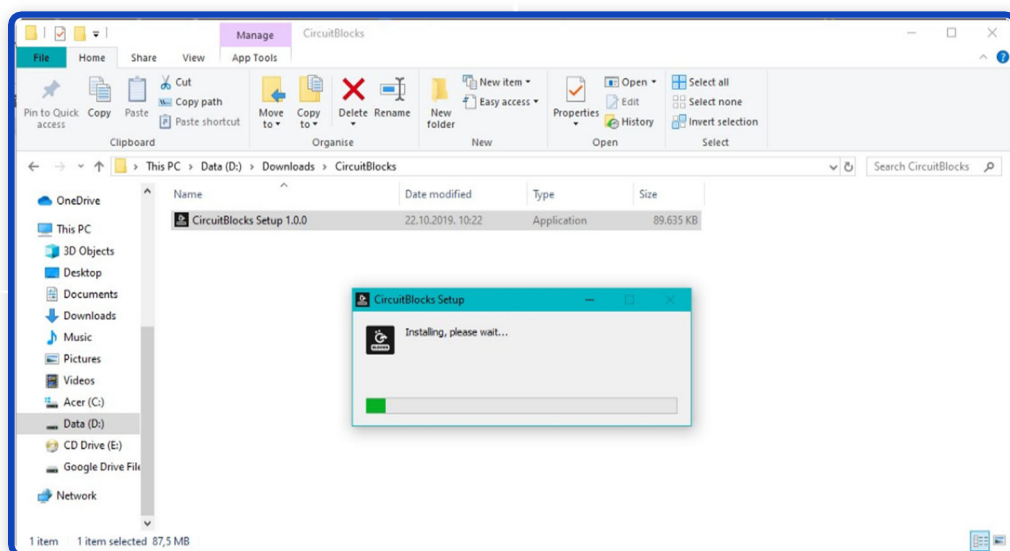 Manage
CircuitBlocks
File
Home
Share
View
App Tools
Pin to Quick access
Copy
Paste
Cut
Copy path
Paste shortcut
Clipboard
Move to
Copy to
Delete
Rename
Organise
New folder
New item
Easy access
New
Properties
Open
Edit
History
Open
Select all
Select none
Invert selection
Select
This PC > Data (D:) > Downloads > CircuitBlocks
Search CircuitBlocks
OneDrive
This PC
3D Objects
Desktop
Documents
Downloads
Music
Pictures
Videos
Acer (C:)
Data (D:)
CD Drive (E:)
Google Drive File
Network
Name
Date modified
Type
Size
CircuitBlocks Setup 1.0.0
22.10.2019. 10:22
Application
89.635 KB
CircuitBlocks Setup
Installing, please wait...
1 item
1 item selected 87,5 MB